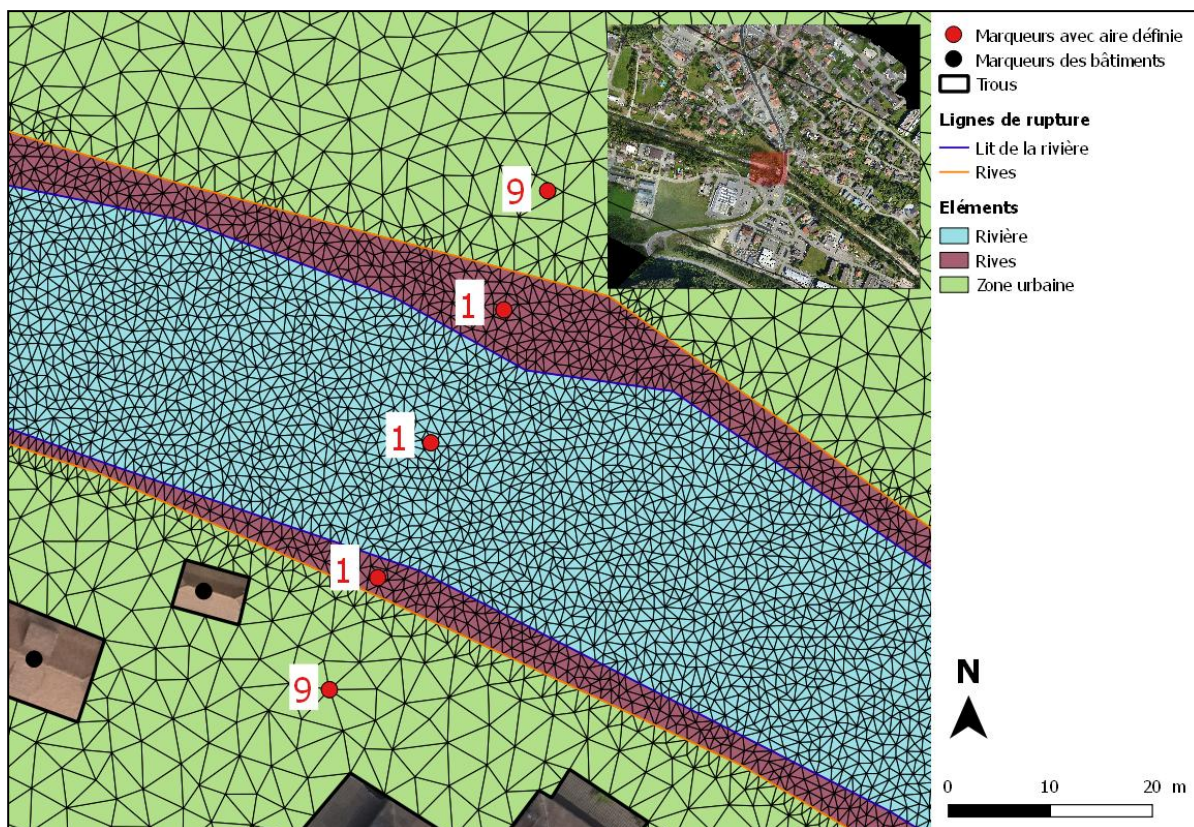 9
1
1
1
9
Marqueurs avec aire définie
Marqueurs des bâtiments
Trous
Lignes de rupture
Lit de la rivière
Rives
Eléments
Rivière
Rives
Zone urbaine
N
0 10 20 m